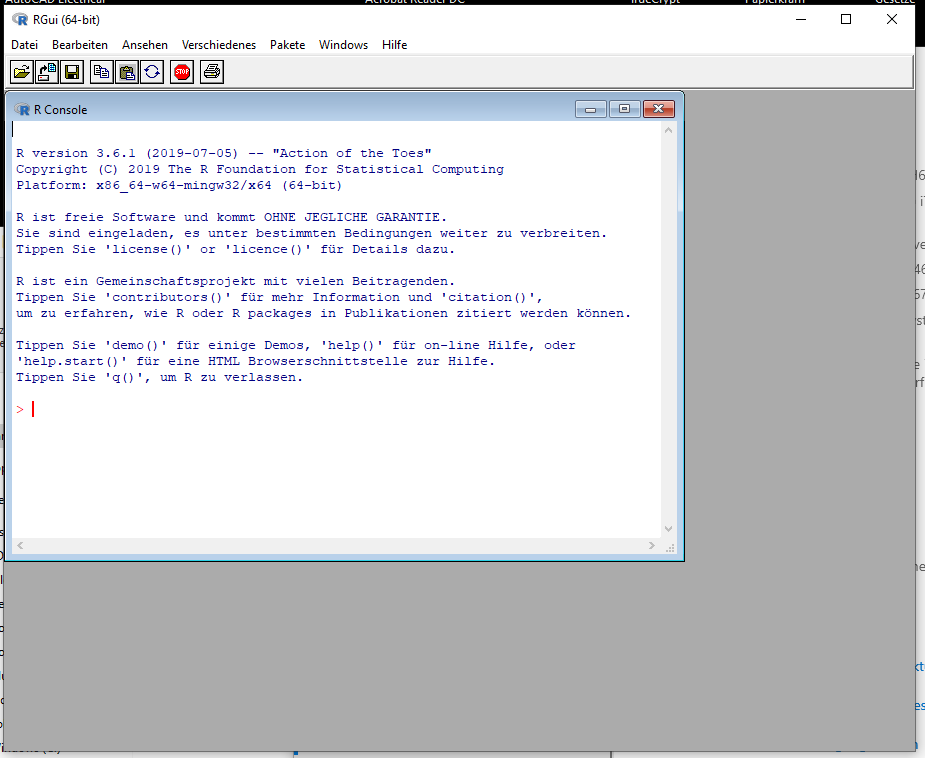 RGui (64-bit)
Datei Bearbeiten Ansehen Verschiedenes Pakete Windows Hilfe
STOP
R Console
R version 3.6.1 (2019-07-05) -- "Action of the Toes"
Copyright (C) 2019 The R Foundation for Statistical Computing
Platform: x86_64-w64-mingw32/x64 (64-bit)
R ist freie Software und kommt OHNE JEGLICHE GARANTIE.
Sie sind eingeladen, es unter bestimmten Bedingungen weiter zu verbreiten.
Tippen Sie 'license()' or 'licence()' für Details dazu.
R ist ein Gemeinschaftsprojekt mit vielen Beitragenden.
Tippen Sie 'contributors()' für mehr Information und 'citation()',
um zu erfahren, wie R oder R packages in Publikationen zitiert werden können.
Tippen Sie 'demo()' für einige Demos, 'help()' für on-line Hilfe, oder
'help.start()' für eine HTML Browserschnittstelle zur Hilfe.
Tippen Sie 'q()', um R zu verlassen.
>